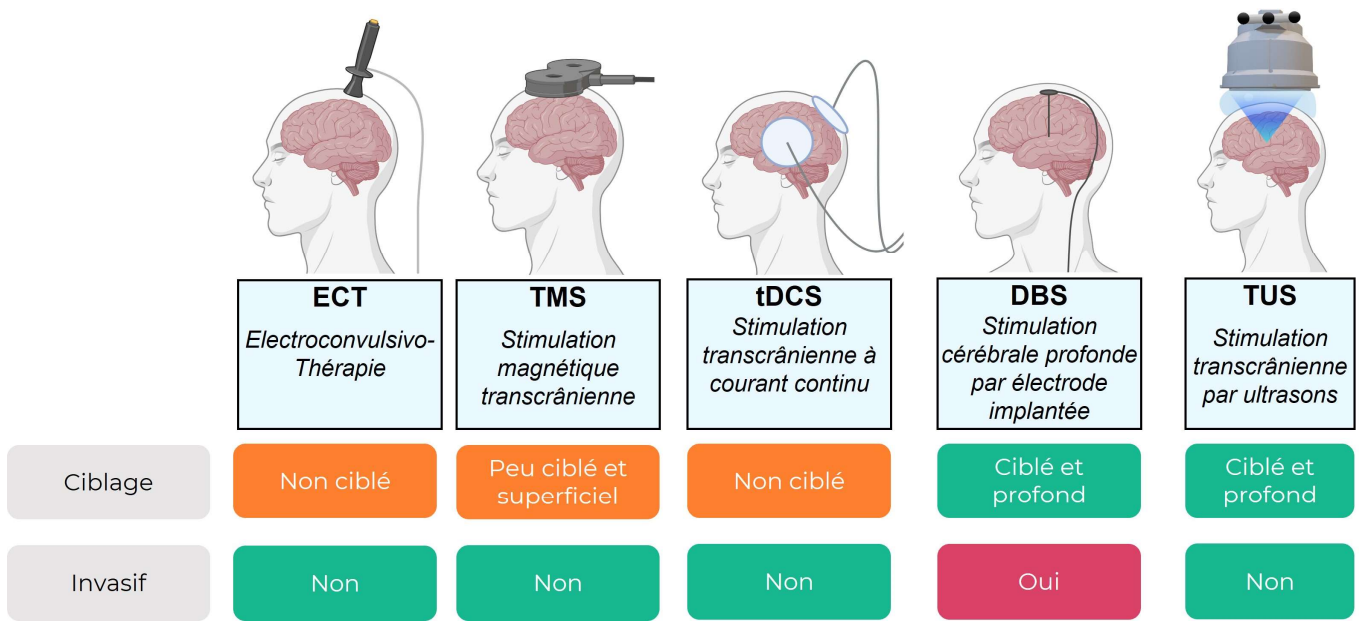 ECT
Electroconvulsivo-
Thérapie
TMS
Stimulation
magnétique
transcrânienne
tDCS
Stimulation
transcrânienne à
courant continu
DBS
Stimulation
cérébrale profonde
par électrode
implantée
TUS
Stimulation
transcrânienne
par ultrasons
Ciblage
Non ciblé
Peu ciblé et
superficiel
Non ciblé
Ciblé et
profond
Ciblé et
profond
Invasif
Non
Non
Non
Oui
Non